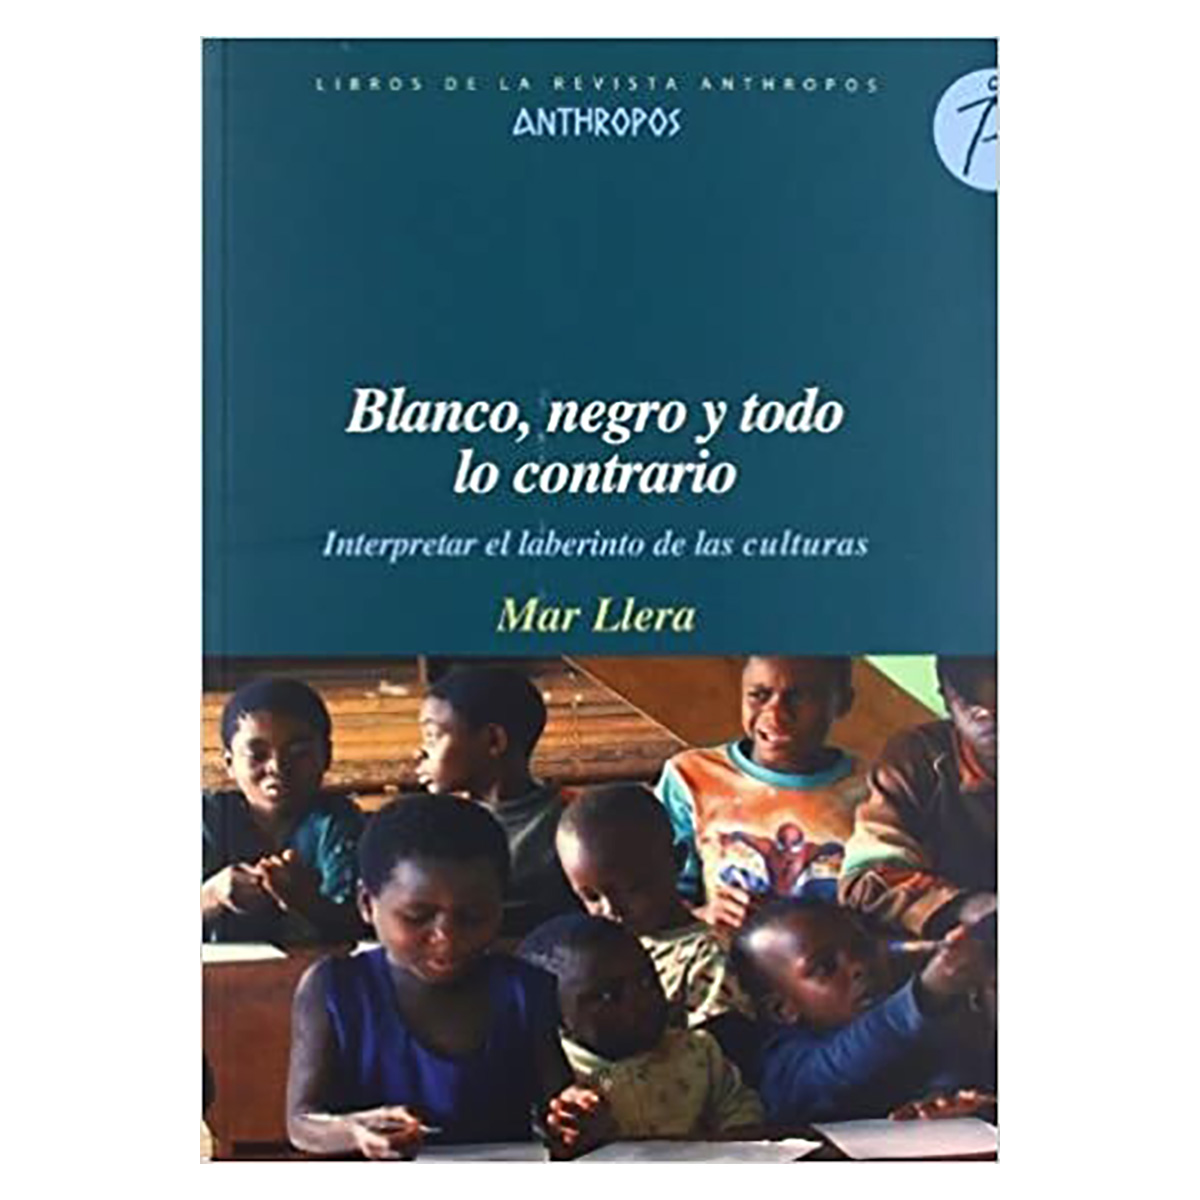 LIBROS DE LA REVISTA ANTHROPOS
ANTHROPOS
Blanco, negro y todo
lo contrario
Interpretar el laberinto de las culturas
Mar Llera